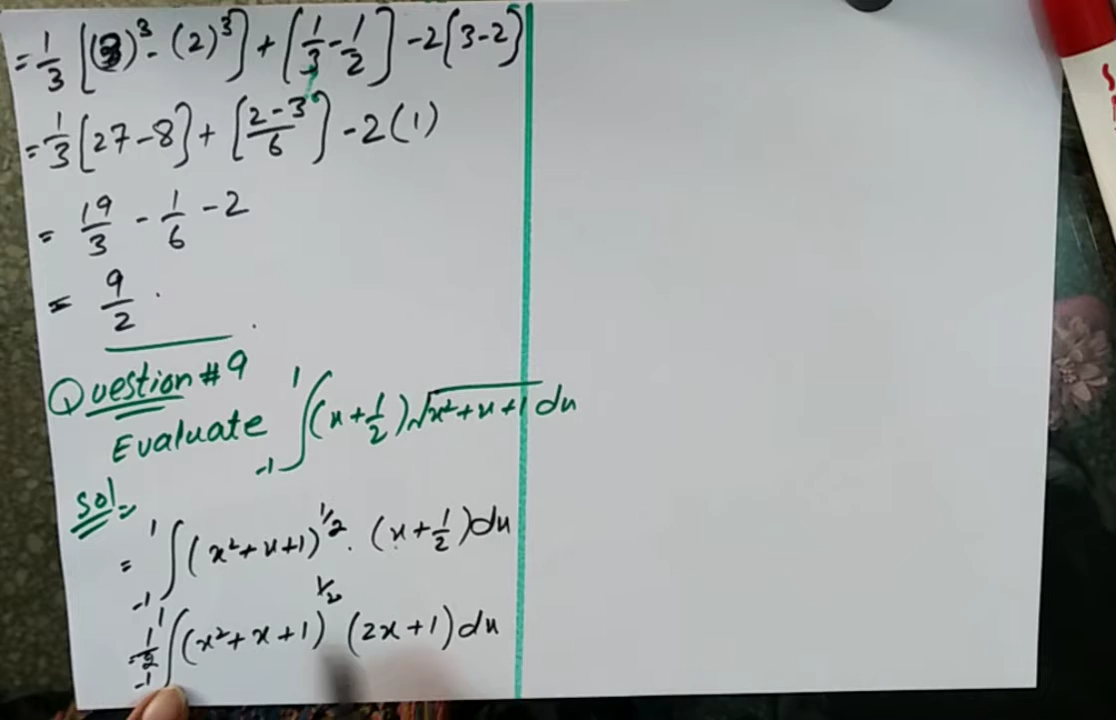 = 1/3 [(3)³ - (2)³] + [1/3 - 1/2] - 2[3-2]
= 1/3 [27-8] + [(2-3)/6] - 2(1)
= 19/3 - 1/6 - 2
= 9/2 .
Question #9
Evaluate ∫₋₁¹ (x + 1/2) √(x²+x+1) dx
Sol=
= ∫₋₁¹ (x²+x+1)^(1/2) . (x + 1/2) dx
= 1/2 ∫₋₁¹ (x²+x+1)^(1/2) (2x+1) dx